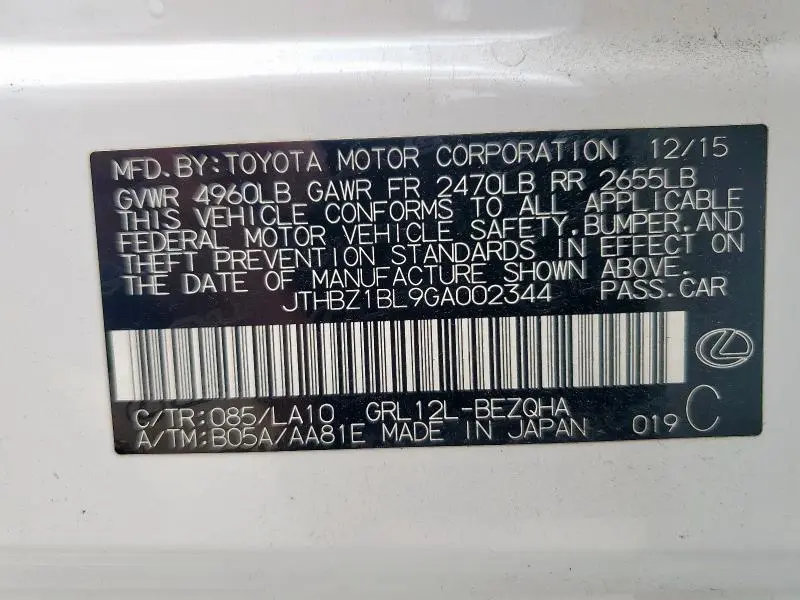 MFD.BY:TOYOTA MOTOR CORPORATION 12/15
GVWR 4960LB GAWR FR 2470LB RR 2655LB
THIS VEHICLE CONFORMS TO ALL APPLICABLE
FEDERAL MOTOR VEHICLE SAFETY.BUMPER.AND
THEFT PREVENTION STANDARDS IN EFFECT ON
THE DATE OF MANUFACTURE SHOWN ABOVE.
JTHBZ1BL9GA002344 PASS.CAR
C/TR:085/LA10 GRL12L-BEZQHA
A/TM:B05A/AA81E MADE IN JAPAN 019 C